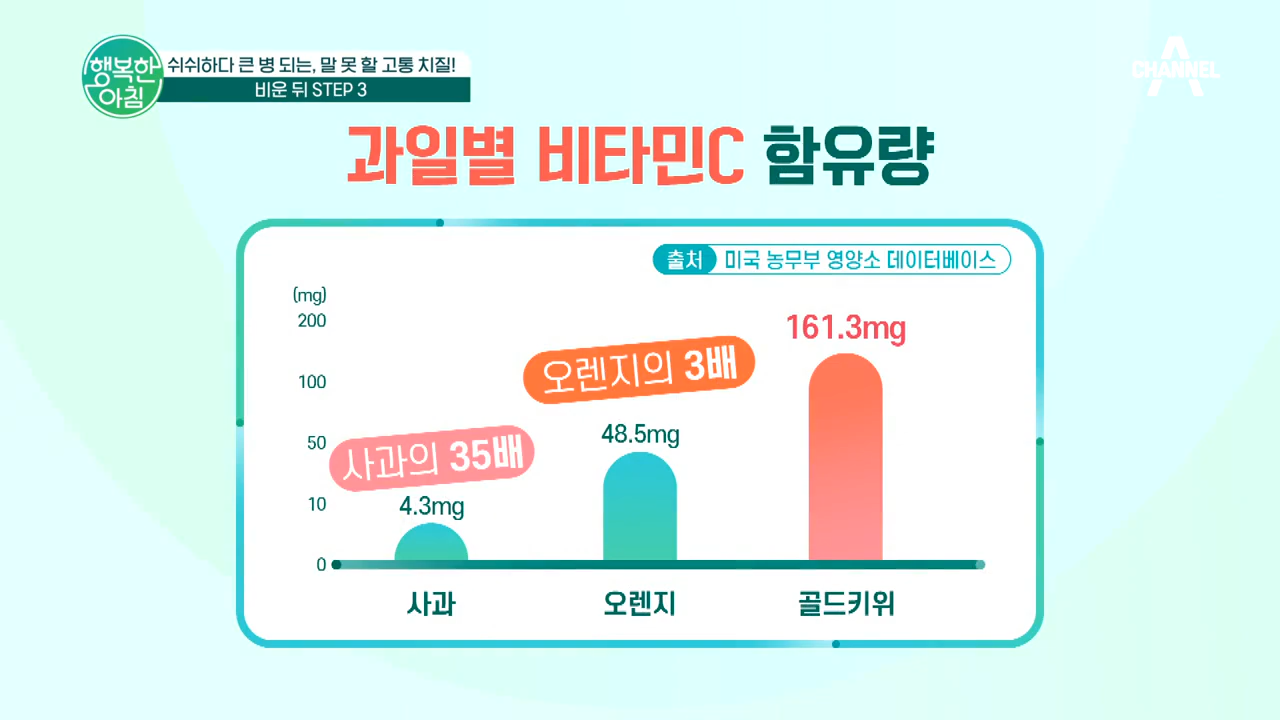 행복한
아침
쉬쉬하다 큰 병 되는, 말 못 할 고통 치질!
비운 뒤 STEP 3
CHANNEL A
과일별 비타민C 함유량
출처 미국 농무부 영양소 데이터베이스
(mg)
200
100
50
10
0
사과의 35배
4.3mg
오렌지의 3배
48.5mg
161.3mg
사과 오렌지 골드키위